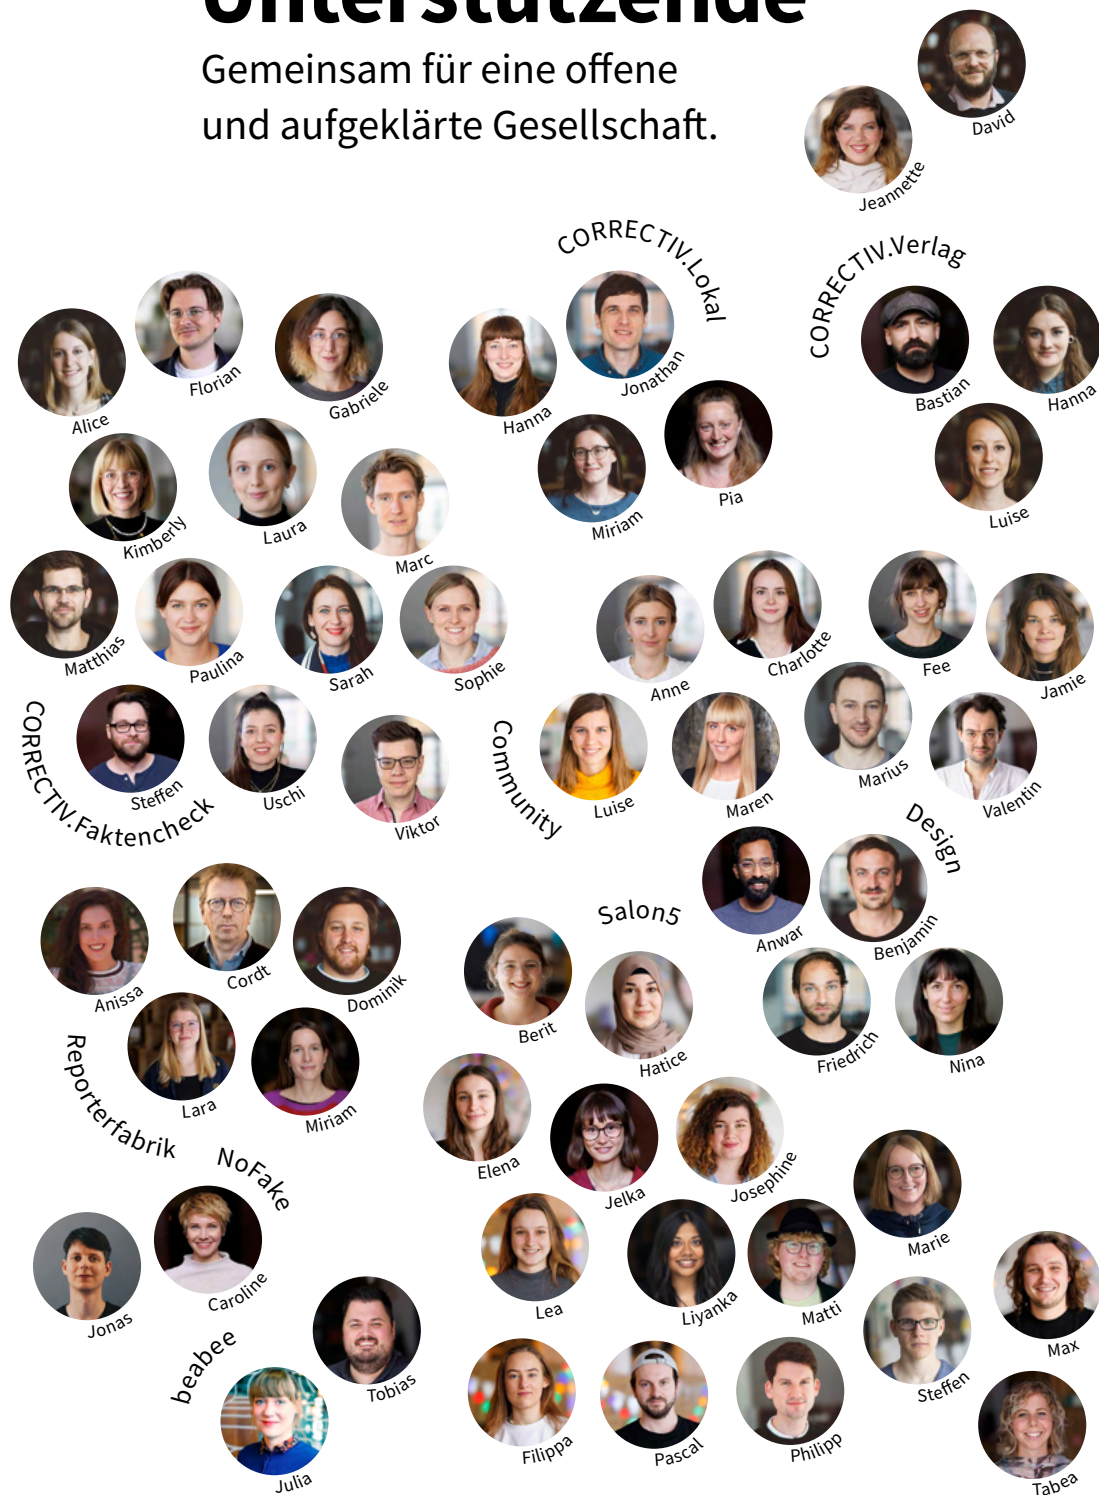 Unterstützende
Gemeinsam für eine offene
und aufgeklärte Gesellschaft.
David
Jeannette
CORRECTIV.Lokal
CORRECTIV.Verlag
Florian
Gabriele
Alice
Jonathan
Hanna
Bastian
Hanna
Kimberly
Laura
Marc
Miriam
Pia
Luise
Matthias
Paulina
Sarah
Sophie
Anne
Charlotte
Fee
Jamie
CORRECTIV.Faktencheck
Steffen
Uschi
Viktor
Community
Luise
Maren
Marius
Valentin
Design
Anwar
Benjamin
Salon5
Anissa
Cordt
Dominik
Berit
Hatice
Friedrich
Nina
Reporterfabrik
Lara
Miriam
NoFake
Elena
Jelka
Josephine
Marie
Jonas
Caroline
Lea
Liyanka
Matti
Max
beabee
Tobias
Julia
Filippa
Pascal
Philipp
Steffen
Tabea